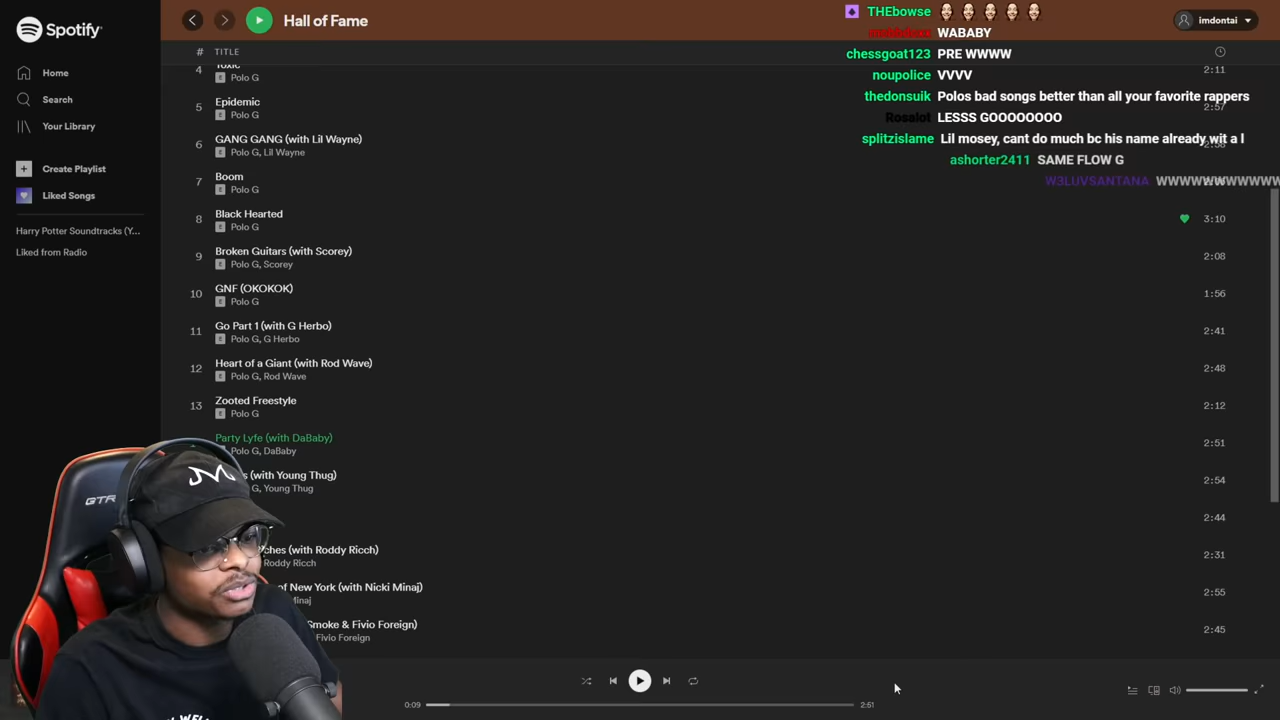 Spotify®
Home
Search
Your Library
Create Playlist
Liked Songs
Harry Potter Soundtracks (Y...
Liked from Radio
Hall of Fame
imdontai
# TITLE
4 Toxic 2:11
E Polo G
5 Epidemic 2:57
E Polo G
6 GANG GANG (with Lil Wayne)
E Polo G, Lil Wayne
7 Boom
E Polo G
8 Black Hearted 3:10
E Polo G
9 Broken Guitars (with Scorey) 2:08
E Polo G, Scorey
10 GNF (OKOKOK) 1:56
E Polo G
11 Go Part 1 (with G Herbo) 2:41
E Polo G, G Herbo
12 Heart of a Giant (with Rod Wave) 2:48
E Polo G, Rod Wave
13 Zooted Freestyle 2:12
E Polo G
Party Lyfe (with DaBaby) 2:51
Polo G, DaBaby
(with Young Thug) 2:54
G, Young Thug
2:44
(with Roddy Ricch) 2:31
Roddy Ricch
of New York (with Nicki Minaj) 2:55
Minaj
Smoke & Fivio Foreign) 2:45
Fivio Foreign
THEbowse
WABABY
chessgoat123 PRE WWWW
noupolice VVVV
thedonsuik Polos bad songs better than all your favorite rappers
Rosalot LESSS GOOOOOOOO
splitzislame Lil mosey, cant do much bc his name already wit a l
ashorter2411 SAME FLOW G
W3LUVSANTANA WWWWWWWWWWW
0:09
2:51
GTR